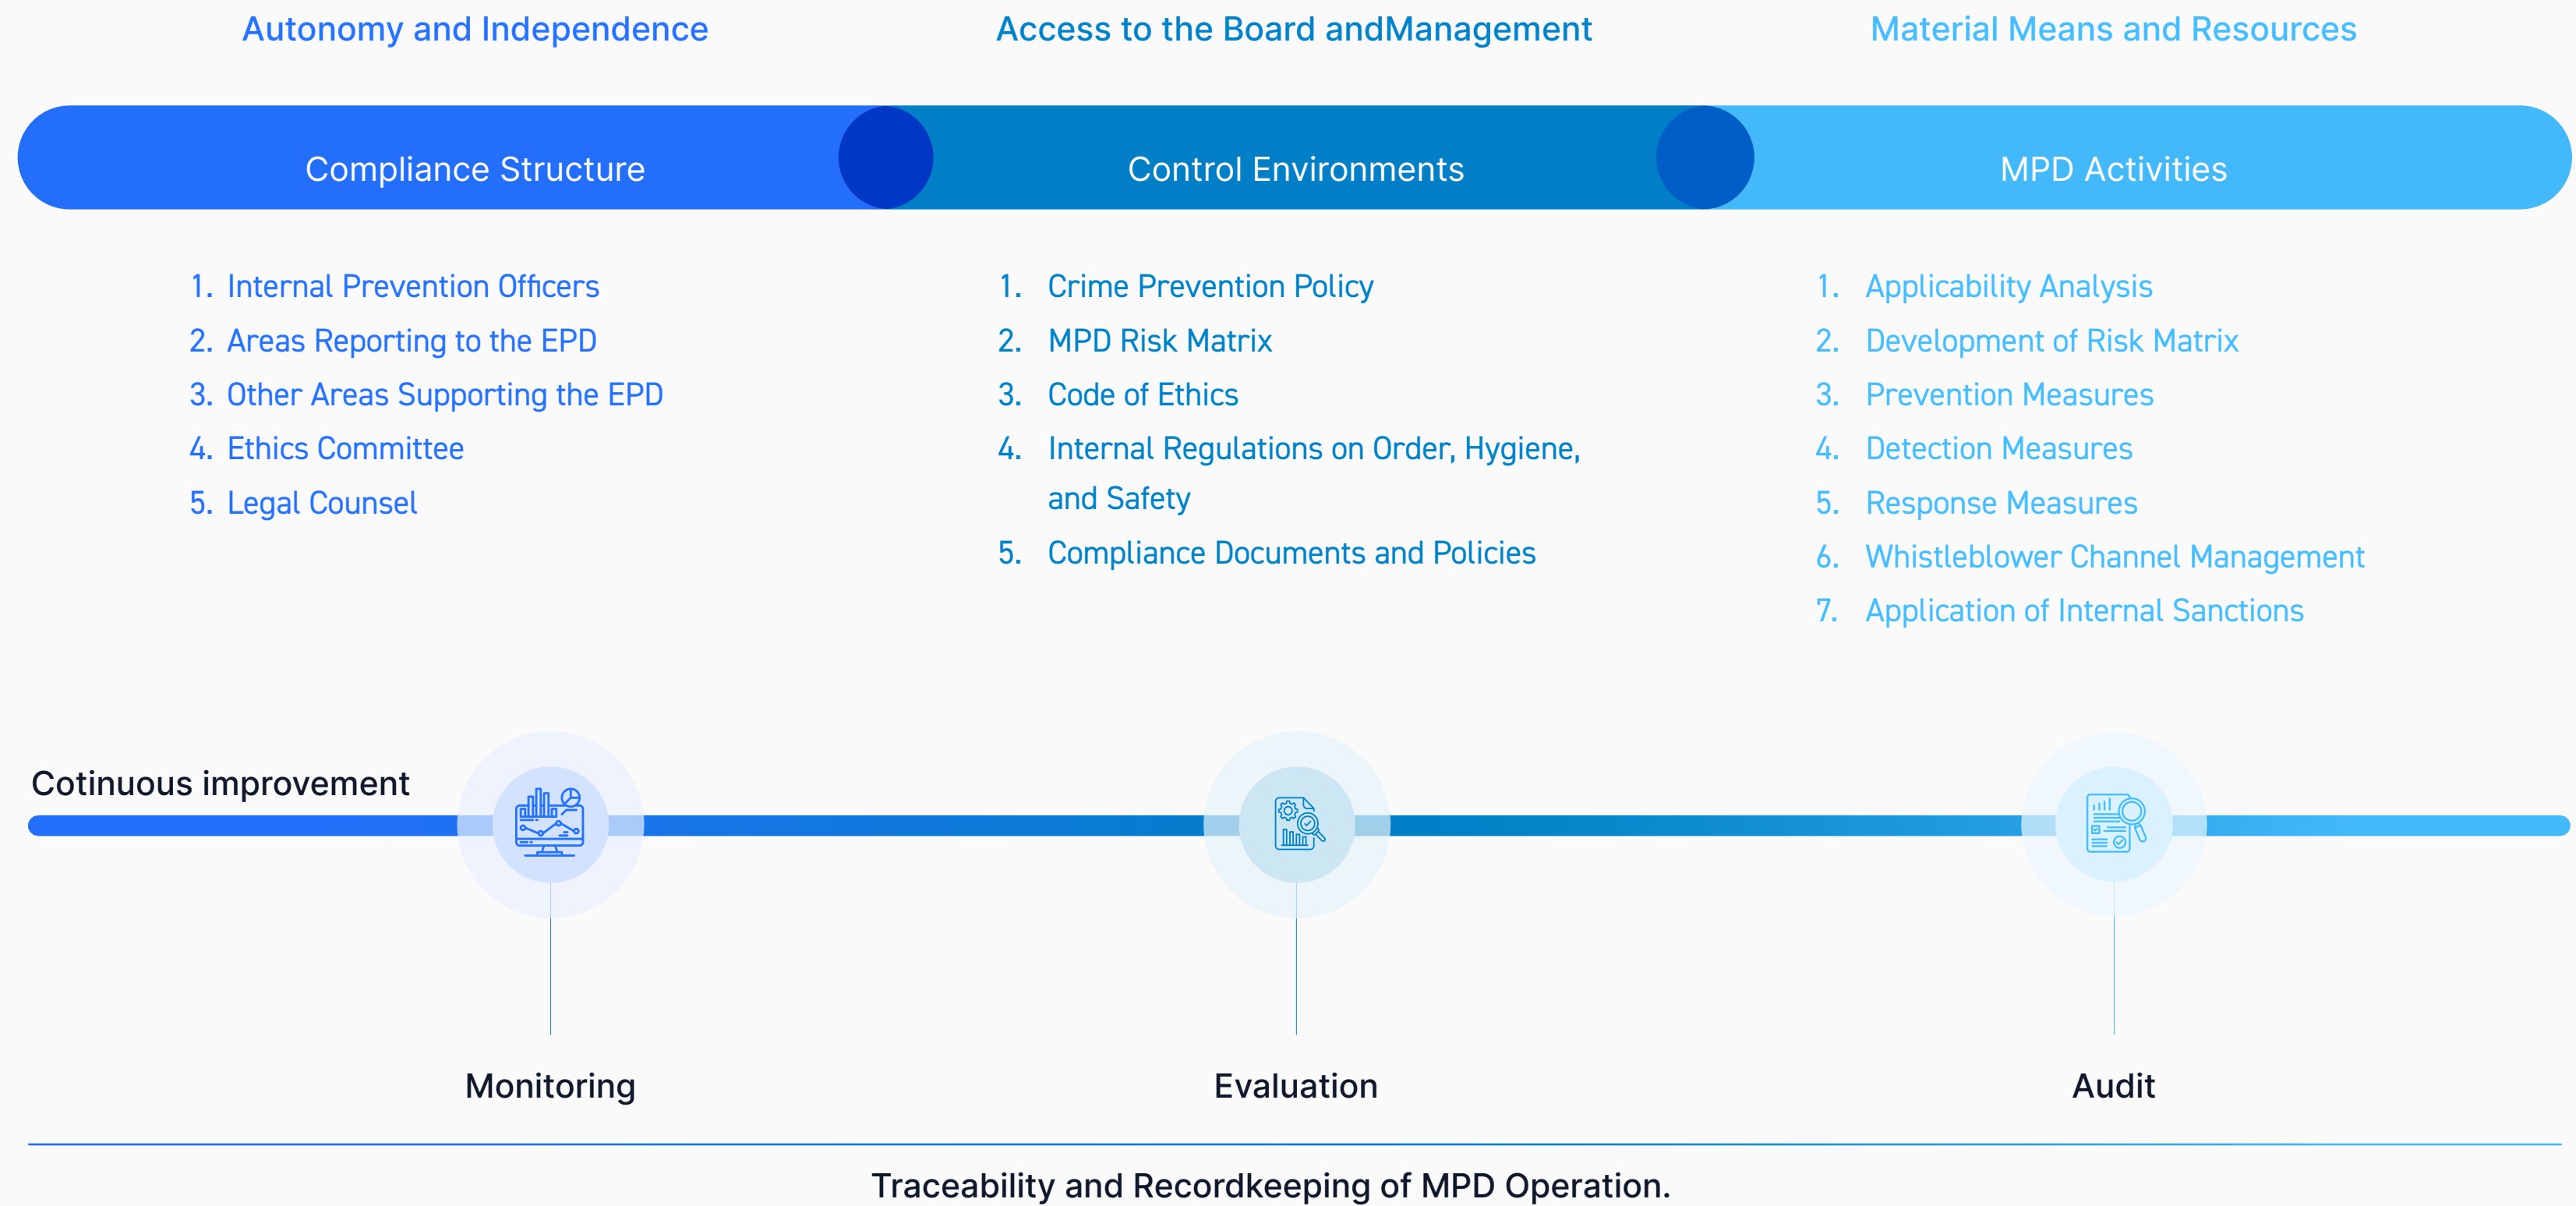 Autonomy and Independence
Access to the Board andManagement
Material Means and Resources
Compliance Structure
Control Environments
MPD Activities
1. Internal Prevention Officers
2. Areas Reporting to the EPD
3. Other Areas Supporting the EPD
4. Ethics Committee
5. Legal Counsel
1. Crime Prevention Policy
2. MPD Risk Matrix
3. Code of Ethics
4. Internal Regulations on Order, Hygiene,
and Safety
5. Compliance Documents and Policies
1. Applicability Analysis
2. Development of Risk Matrix
3. Prevention Measures
4. Detection Measures
5. Response Measures
6. Whistleblower Channel Management
7. Application of Internal Sanctions
Cotinuous improvement
Monitoring
Evaluation
Audit
Traceability and Recordkeeping of MPD Operation.